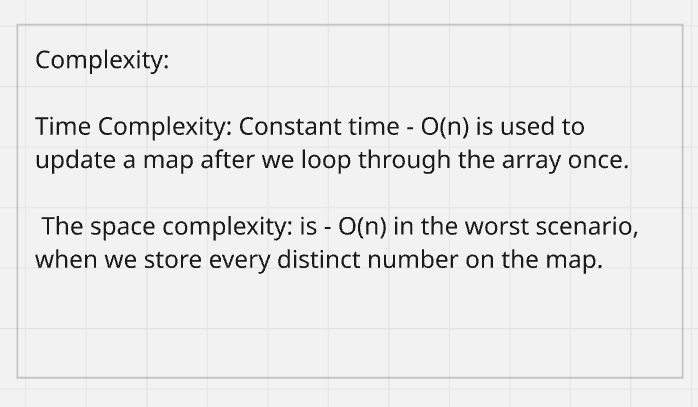 Complexity:
Time Complexity: Constant time - O(n) is used to
update a map after we loop through the array once.
The space complexity: is - O(n) in the worst scenario,
when we store every distinct number on the map.